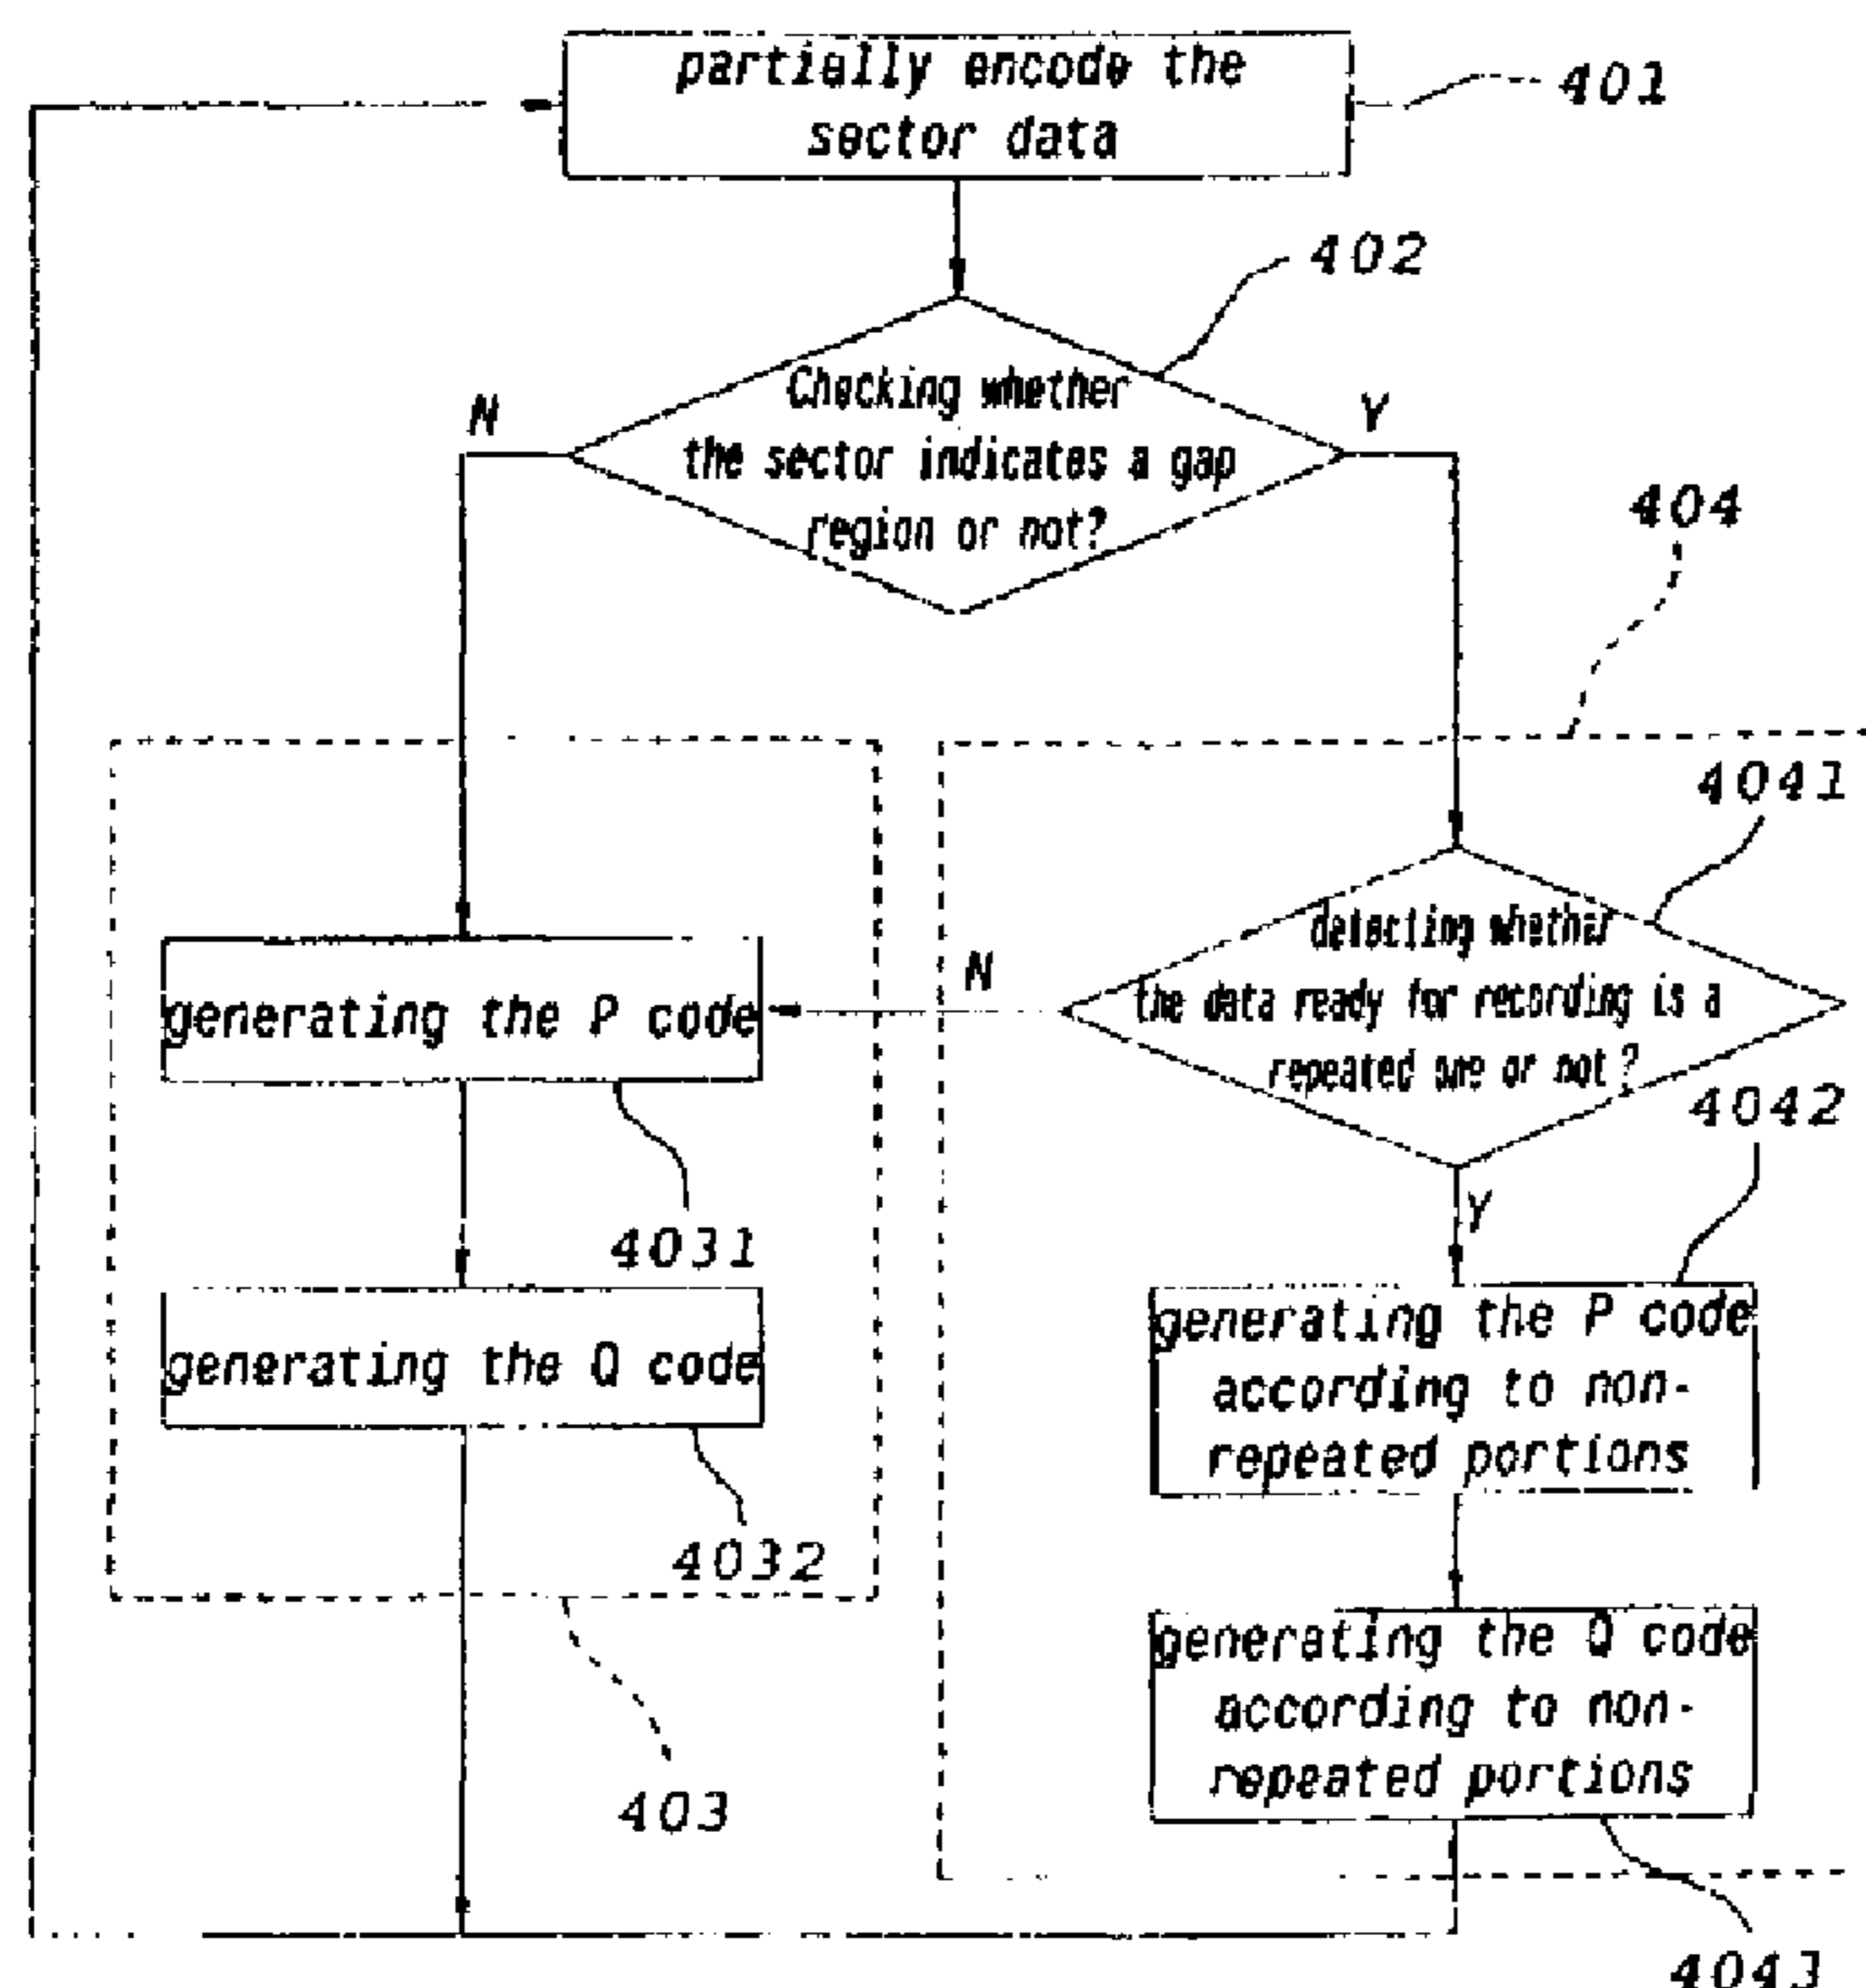 partially encode the
sector data
401
402
Checking whether
the sector indicates a gap
region or not?
N
Y
404
4041
detecting whether
the data ready for recording is a
repeated one or not?
N
generating the P code
4042
Y
4031
generating the P code
according to non-
repeated portions
generating the Q code
4032
generating the Q code
according to non-
repeated portions
403
4043